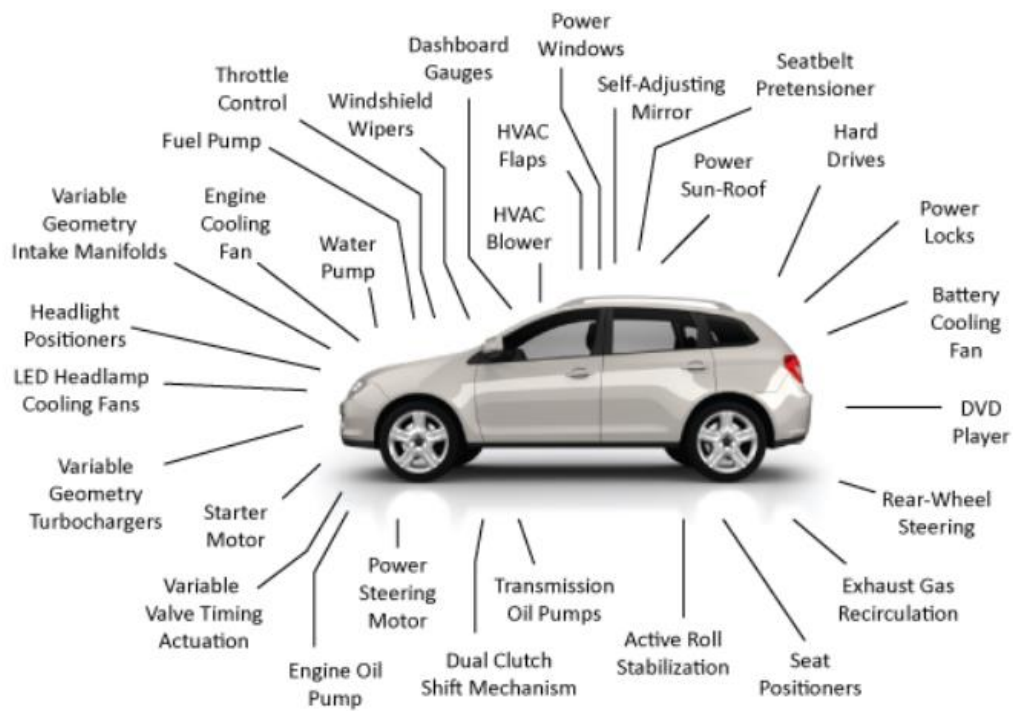 Power
Windows
Dashboard
Gauges
Seatbelt
Pretensioner
Throttle
Control
Self-Adjusting
Mirror
Windshield
Wipers
Fuel Pump
HVAC
Flaps
Hard
Drives
Power
Sun-Roof
Variable
Geometry
Intake Manifolds
Engine
Cooling
Fan
Water
Pump
HVAC
Blower
Power
Locks
Headlight
Positioners
Battery
Cooling
Fan
LED Headlamp
Cooling Fans
DVD
Player
Variable
Geometry
Turbochargers
Starter
Motor
Rear-Wheel
Steering
Variable
Valve Timing
Actuation
Power
Steering
Motor
Transmission
Oil Pumps
Exhaust Gas
Recirculation
Engine Oil
Pump
Dual Clutch
Shift Mechanism
Active Roll
Stabilization
Seat
Positioners